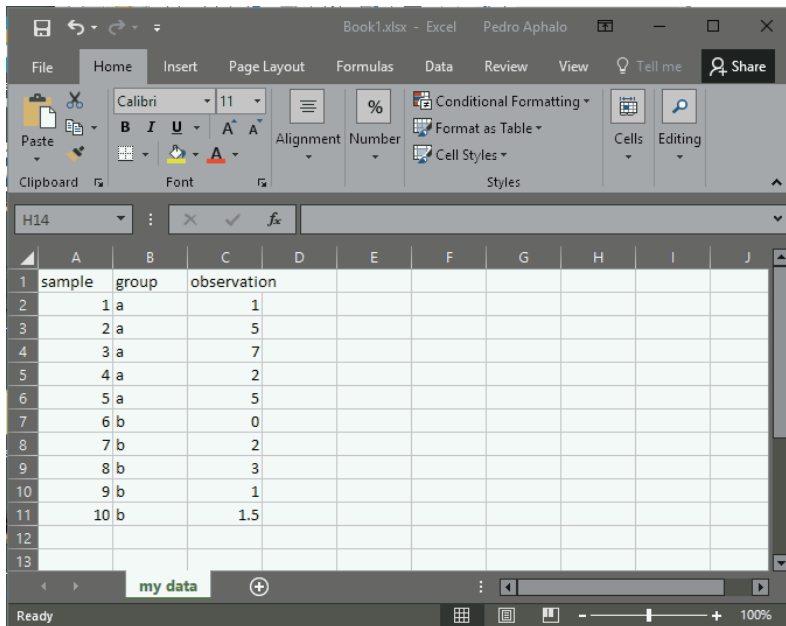 Book1.xlsx - Excel Pedro Aphalo
File Home Insert Page Layout Formulas Data Review View Tell me Share
Paste
Clipboard
Calibri 11
B I U A A
A
Font
Alignment
Number
%
Conditional Formatting
Format as Table
Cell Styles
Styles
Cells
Editing
H14 fx
A B C D E F G H I J
1 sample group observation
2 1 a 1
3 2 a 5
4 3 a 7
5 4 a 2
6 5 a 5
7 6 b 0
8 7 b 2
9 8 b 3
10 9 b 1
11 10 b 1.5
12
13
my data
Ready 100%